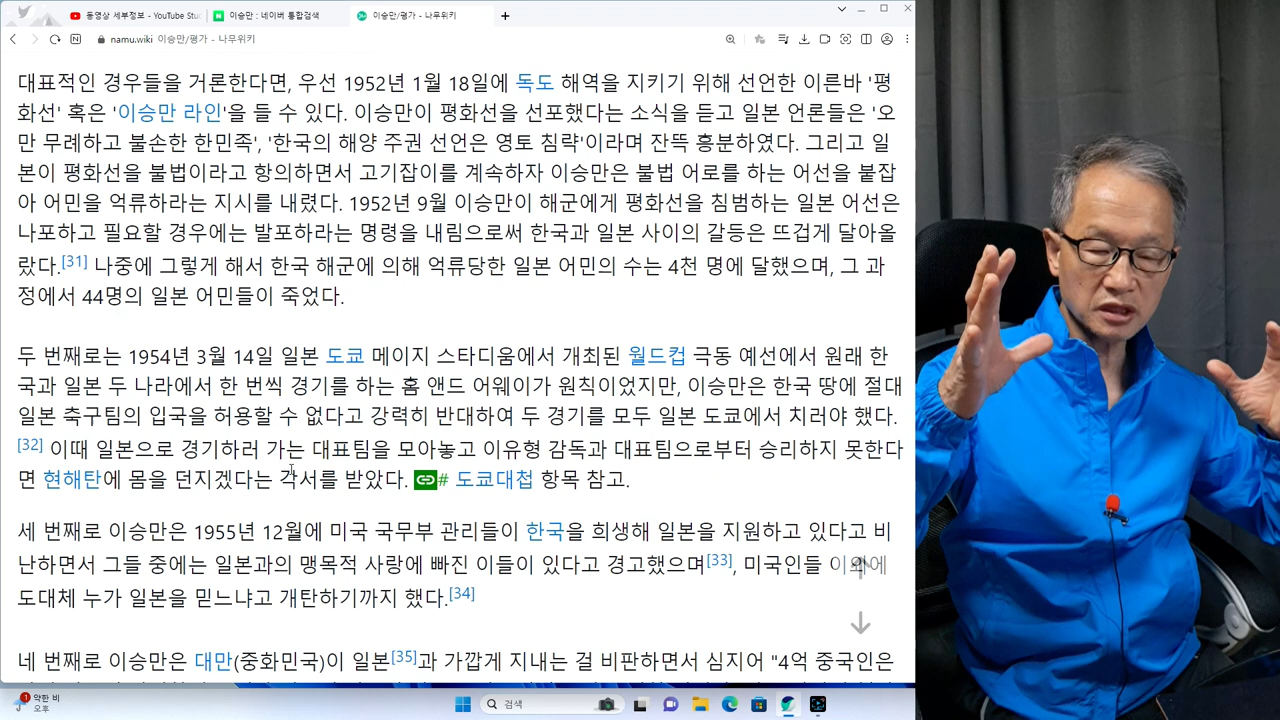 동영상 세부정보 - YouTube Stu
이승만 : 네이버 통합검색
이승만/평가 - 나무위키
namu.wiki 이승만/평가 - 나무위키
대표적인 경우들을 거론한다면, 우선 1952년 1월 18일에 독도 해역을 지키기 위해 선언한 이른바 '평
화선' 혹은 '이승만 라인'을 들 수 있다. 이승만이 평화선을 선포했다는 소식을 듣고 일본 언론들은 '오
만 무례하고 불손한 한민족', '한국의 해양 주권 선언은 영토 침략'이라며 잔뜩 흥분하였다. 그리고 일
본이 평화선을 불법이라고 항의하면서 고기잡이를 계속하자 이승만은 불법 어로를 하는 어선을 붙잡
아 어민을 억류하라는 지시를 내렸다. 1952년 9월 이승만이 해군에게 평화선을 침범하는 일본 어선은
나포하고 필요할 경우에는 발포하라는 명령을 내림으로써 한국과 일본 사이의 갈등은 뜨겁게 달아올
랐다.[31] 나중에 그렇게 해서 한국 해군에 의해 억류당한 일본 어민의 수는 4천 명에 달했으며, 그 과
정에서 44명의 일본 어민들이 죽었다.
두 번째로는 1954년 3월 14일 일본 도쿄 메이지 스타디움에서 개최된 월드컵 극동 예선에서 원래 한
국과 일본 두 나라에서 한 번씩 경기를 하는 홈 앤드 어웨이가 원칙이었지만, 이승만은 한국 땅에 절대
일본 축구팀의 입국을 허용할 수 없다고 강력히 반대하여 두 경기를 모두 일본 도쿄에서 치러야 했다.
[32] 이때 일본으로 경기하러 가는 대표팀을 모아놓고 이유형 감독과 대표팀으로부터 승리하지 못한다
면 현해탄에 몸을 던지겠다는 각서를 받았다. # 도쿄대첩 항목 참고.
세 번째로 이승만은 1955년 12월에 미국 국무부 관리들이 한국을 희생해 일본을 지원하고 있다고 비
난하면서 그들 중에는 일본과의 맹목적 사랑에 빠진 이들이 있다고 경고했으며[33], 미국인들 이외에
도대체 누가 일본을 믿느냐고 개탄하기까지 했다.[34]
네 번째로 이승만은 대만(중화민국)이 일본[35]과 가깝게 지내는 걸 비판하면서 심지어 "4억 중국인은
1
약한 비
오후
검색